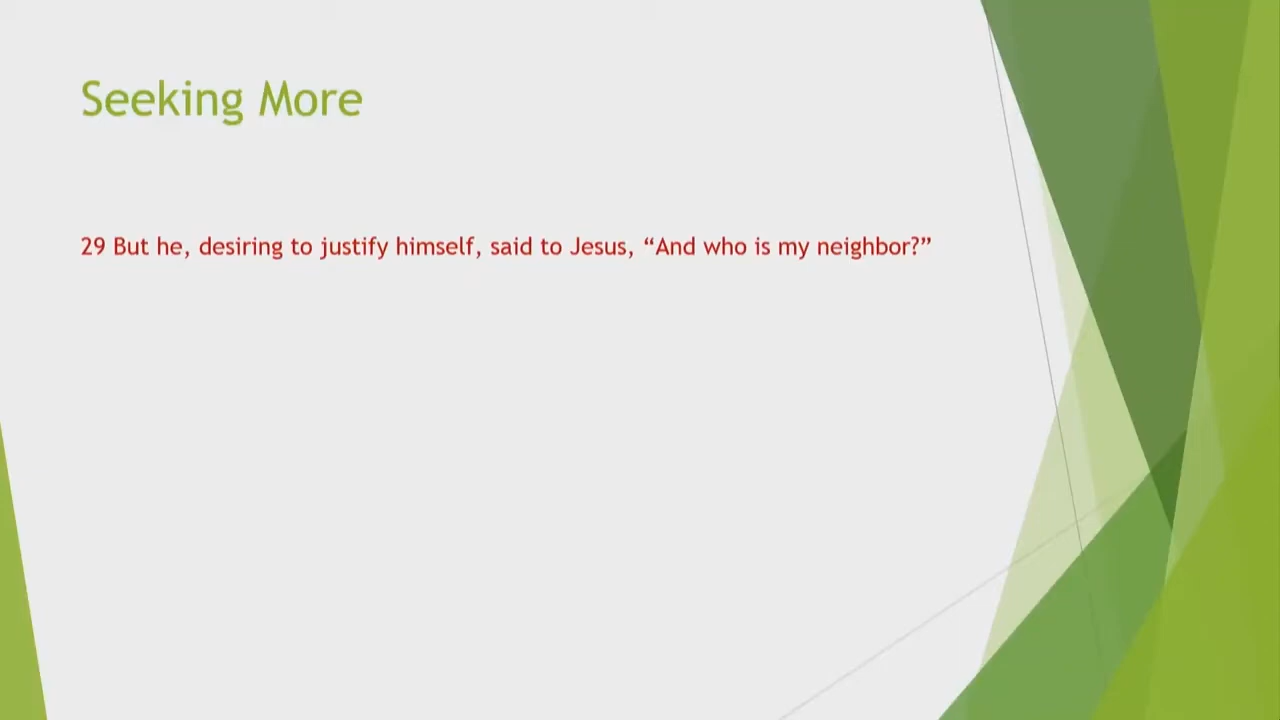 Seeking More
29 But he, desiring to justify himself, said to Jesus, “And who is my neighbor?”